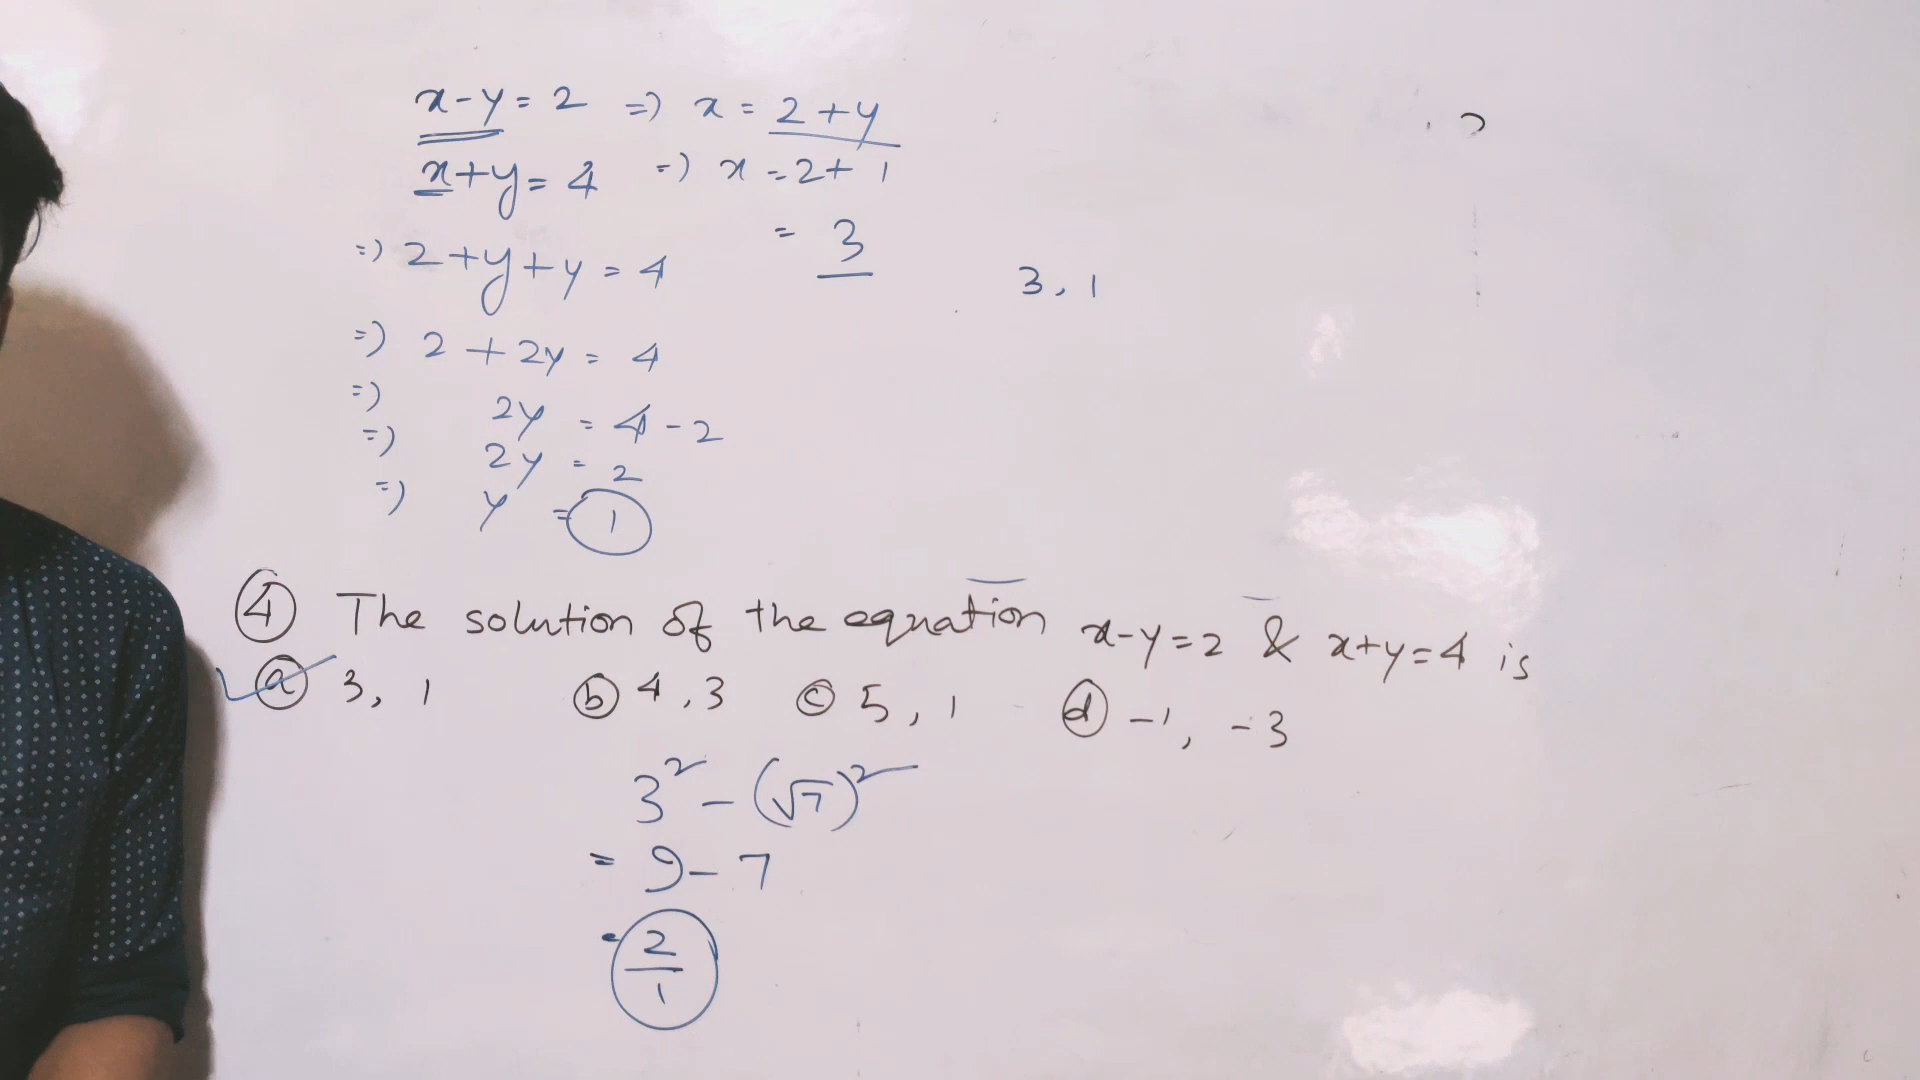 x-y=2 => x = 2+y
x+y=4 => x = 2+1
= 3
=> 2+y+y=4
3, 1
=> 2+2y=4
=> 2y = 4-2
=> 2y = 2
=> y = 1
④ The solution of the equation x-y=2 & x+y=4 is
ⓐ 3, 1 ⓑ 4, 3 ⓒ 5, 1 ⓓ -1, -3
3² - (√7)²
= 9-7
= 2/1